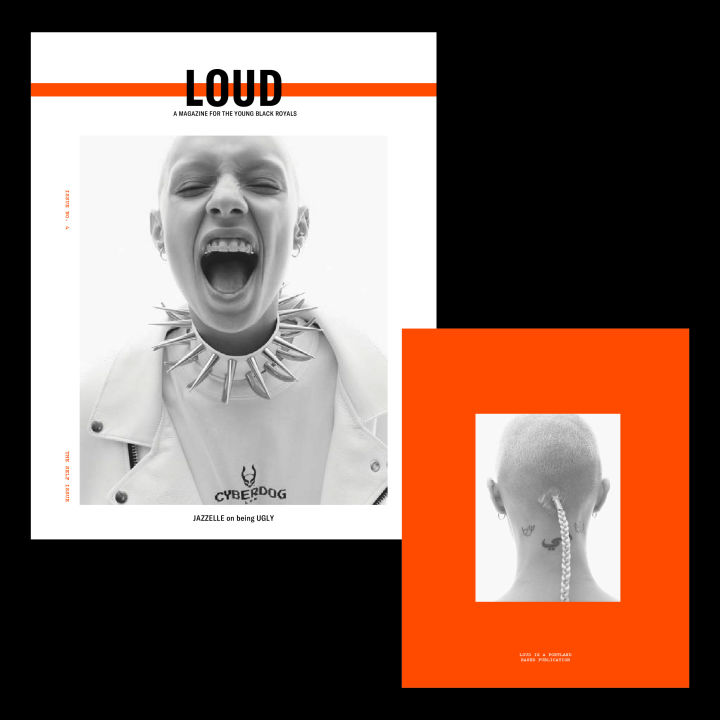 LOUD
A MAGAZINE FOR THE YOUNG BLACK ROYALS
ISSUE NO. 4
THE SELF ISSUE
CYBERDOG
JAZZELLE on being UGLY
LOUD IS A PORTLAND
BASED PUBLICATION